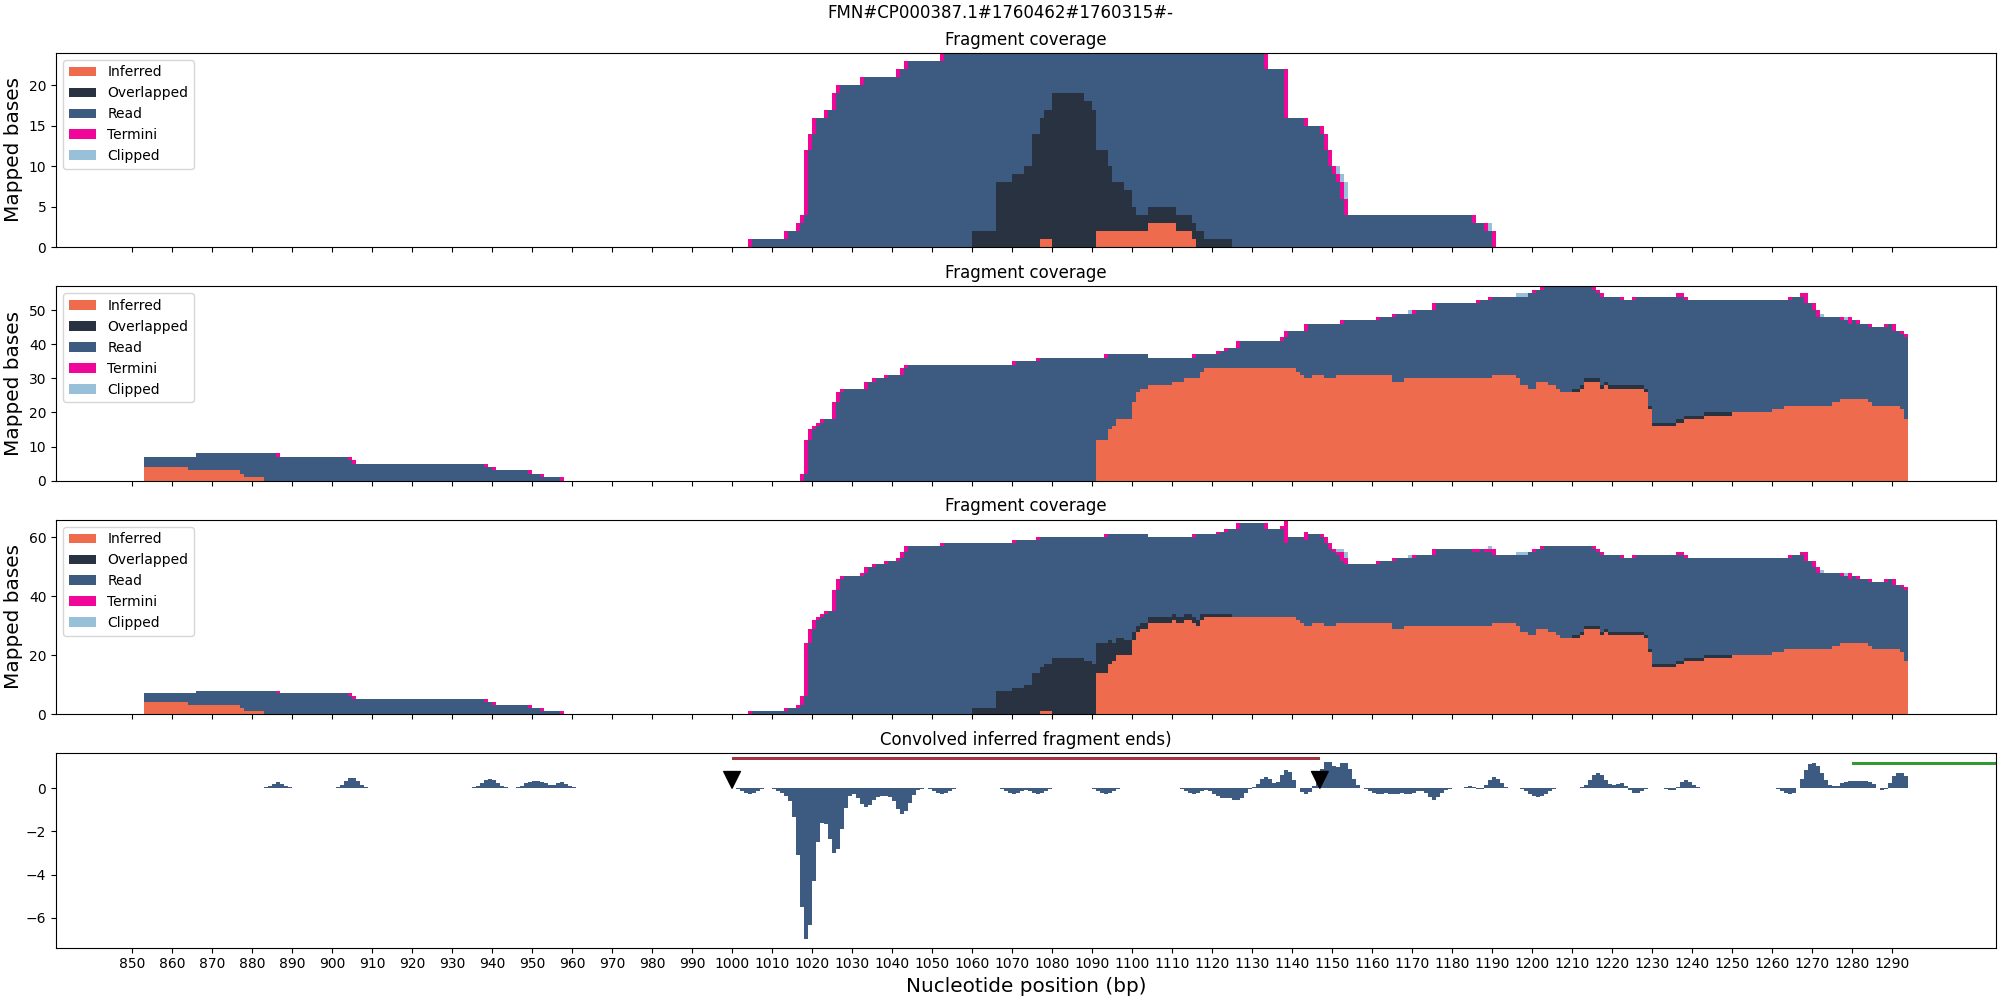 FMN#CP000387.1#1760462#1760315#-
Fragment coverage
Mapped bases
20
15
10
5
0
Inferred
Overlapped
Read
Termini
Clipped
Fragment coverage
Mapped bases
50
40
30
20
10
0
Inferred
Overlapped
Read
Termini
Clipped
Fragment coverage
Mapped bases
60
40
20
0
Inferred
Overlapped
Read
Termini
Clipped
Convolved inferred fragment ends)
0
−2
−4
−6
850 860 870 880 890 900 910 920 930 940 950 960 970 980 990 1000 1010 1020 1030 1040 1050 1060 1070 1080 1090 1100 1110 1120 1130 1140 1150 1160 1170 1180 1190 1200 1210 1220 1230 1240 1250 1260 1270 1280 1290
Nucleotide position (bp)